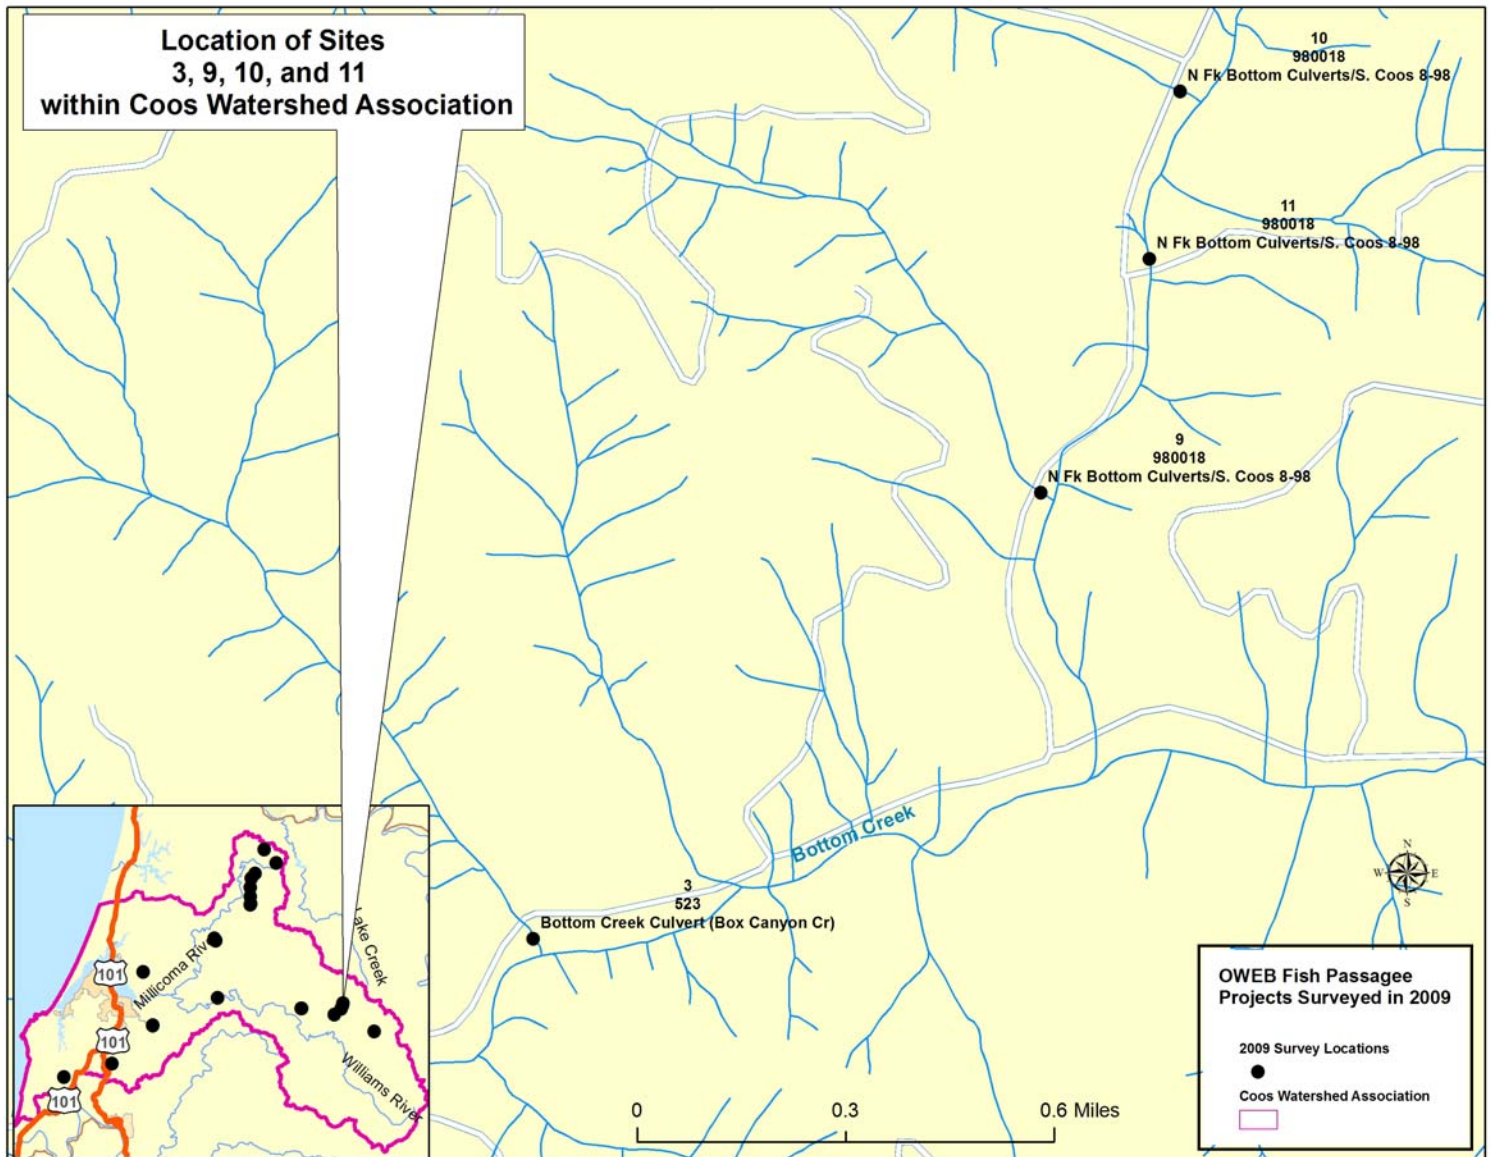 Location of Sites
3, 9, 10, and 11
within Coos Watershed Association
10
980018
N Fk Bottom Culverts/S. Coos 8-98
11
980018
N Fk Bottom Culverts/S. Coos 8-98
9
980018
N Fk Bottom Culverts/S. Coos 8-98
Bottom Creek
3
523
Bottom Creek Culvert (Box Canyon Cr)
N
W E
S
OWEB Fish Passagee
Projects Surveyed in 2009
2009 Survey Locations
Coos Watershed Association
0 0.3 0.6 Miles
Lake Creek
Millicoma Riv
101
101
Williams River
101